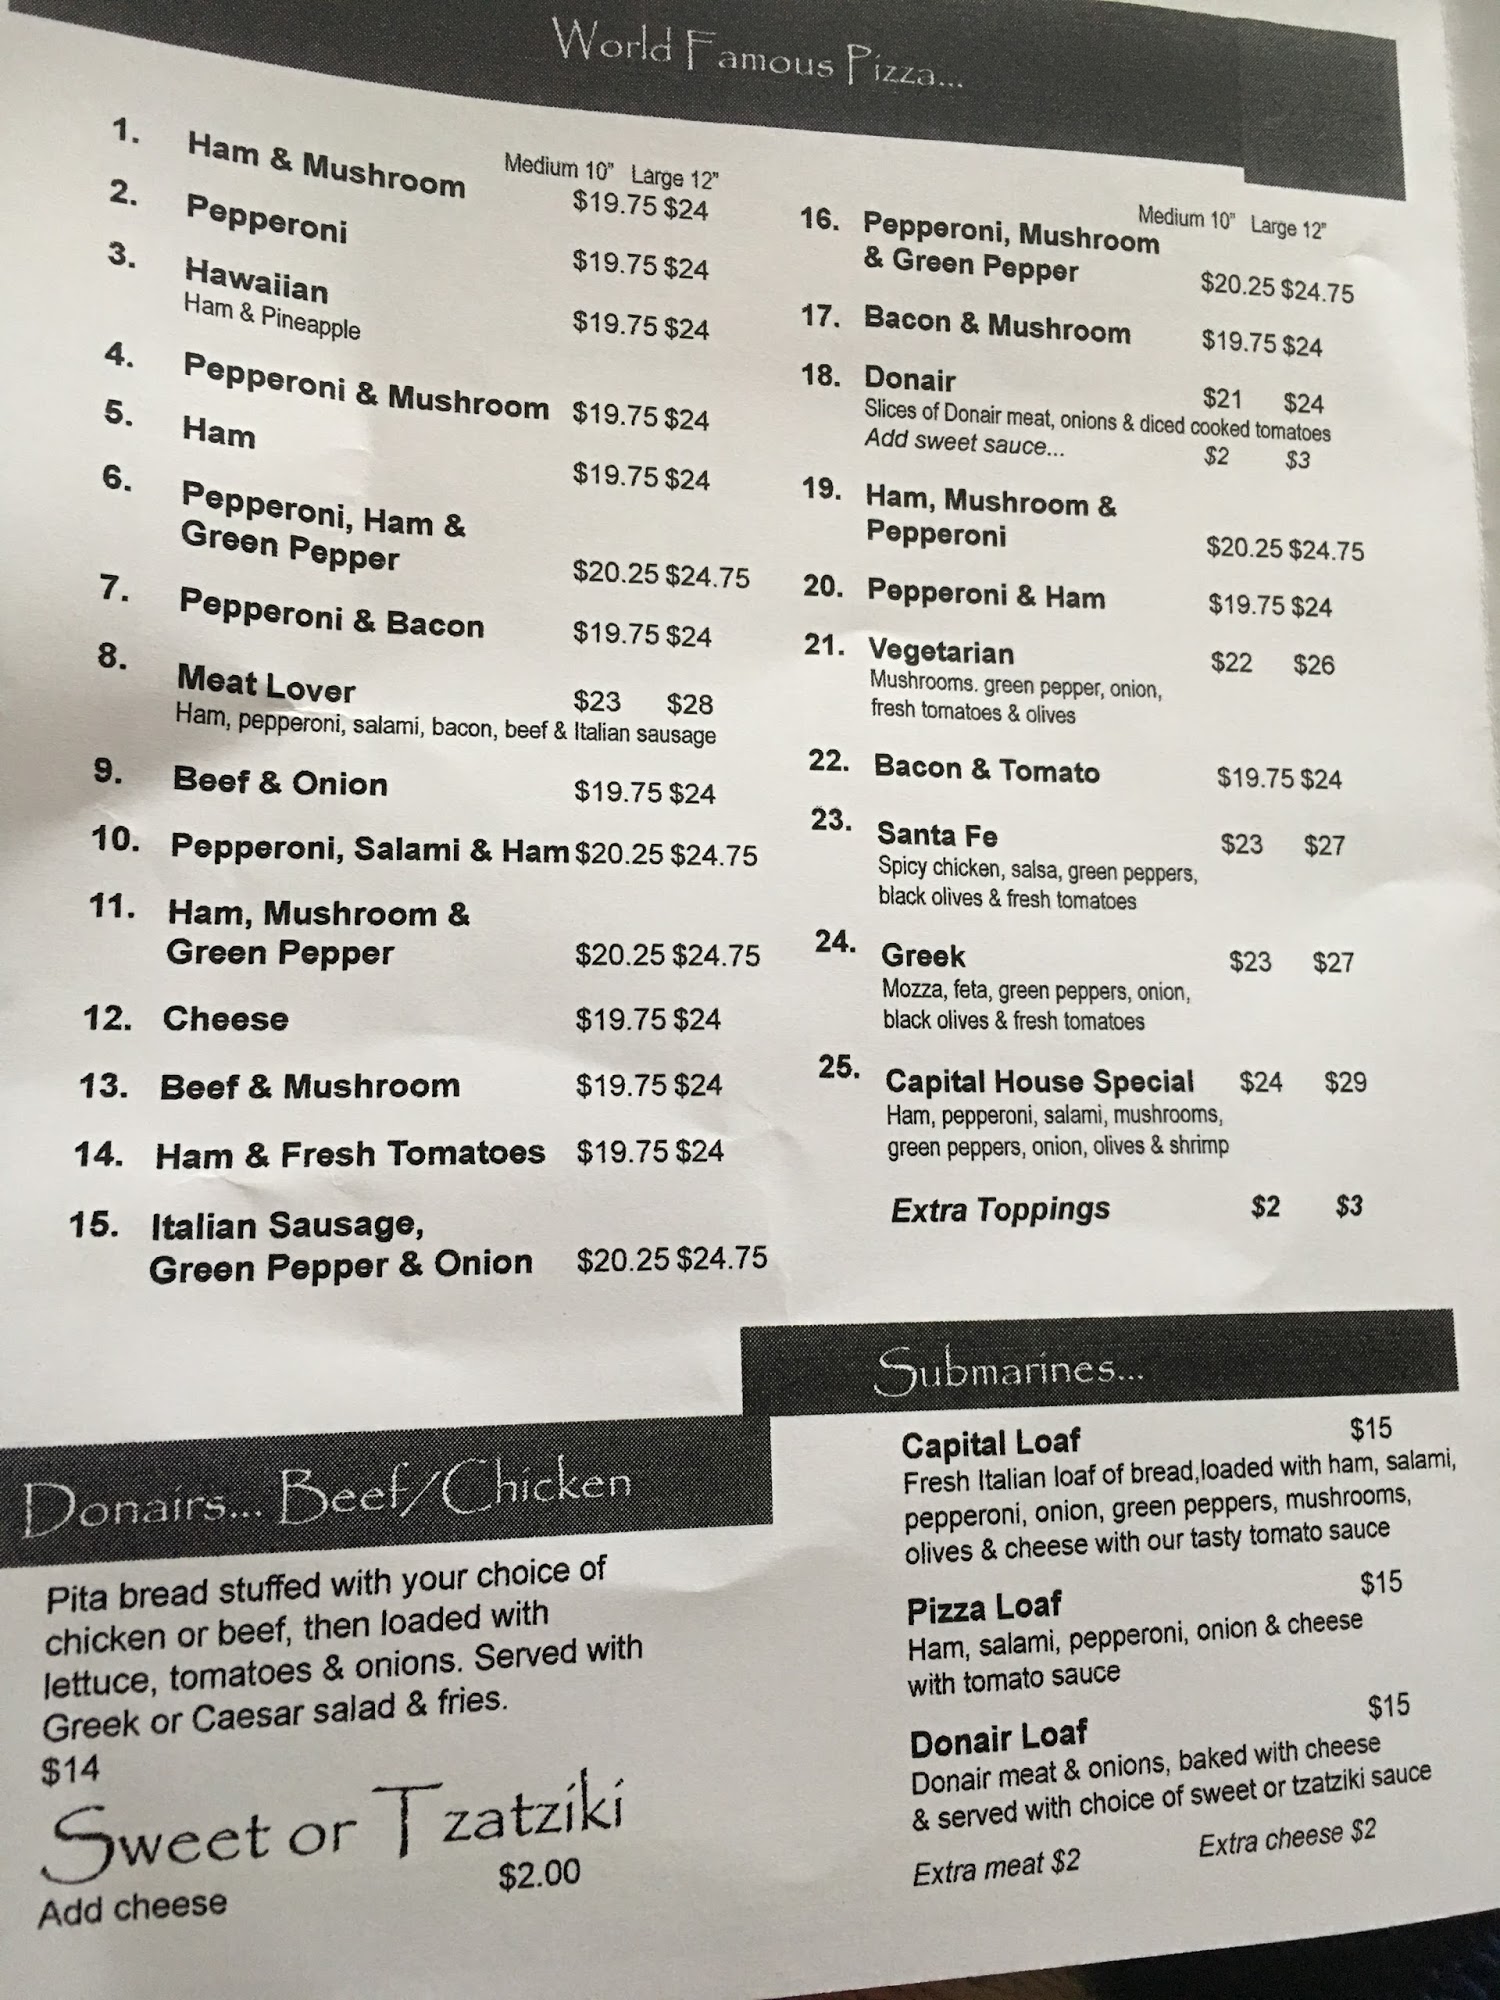 World Famous Pizza...
Medium 10" Large 12"
1. Ham & Mushroom $19.75 $24
2. Pepperoni $19.75 $24
3. Hawaiian $19.75 $24
Ham & Pineapple
4. Pepperoni & Mushroom $19.75 $24
5. Ham $19.75 $24
6. Pepperoni, Ham &
Green Pepper $20.25 $24.75
7. Pepperoni & Bacon $19.75 $24
8. Meat Lover $23 $28
Ham, pepperoni, salami, bacon, beef & Italian sausage
9. Beef & Onion $19.75 $24
10. Pepperoni, Salami & Ham $20.25 $24.75
11. Ham, Mushroom &
Green Pepper $20.25 $24.75
12. Cheese $19.75 $24
13. Beef & Mushroom $19.75 $24
14. Ham & Fresh Tomatoes $19.75 $24
15. Italian Sausage,
Green Pepper & Onion $20.25 $24.75
Medium 10" Large 12"
16. Pepperoni, Mushroom
& Green Pepper $20.25 $24.75
17. Bacon & Mushroom $19.75 $24
18. Donair $21 $24
Slices of Donair meat, onions & diced cooked tomatoes
Add sweet sauce... $2 $3
19. Ham, Mushroom &
Pepperoni $20.25 $24.75
20. Pepperoni & Ham $19.75 $24
21. Vegetarian $22 $26
Mushrooms. green pepper, onion,
fresh tomatoes & olives
22. Bacon & Tomato $19.75 $24
23. Santa Fe $23 $27
Spicy chicken, salsa, green peppers,
black olives & fresh tomatoes
24. Greek $23 $27
Mozza, feta, green peppers, onion,
black olives & fresh tomatoes
25. Capital House Special $24 $29
Ham, pepperoni, salami, mushrooms,
green peppers, onion, olives & shrimp
Extra Toppings $2 $3
Donairs... Beef/Chicken
Pita bread stuffed with your choice of
chicken or beef, then loaded with
lettuce, tomatoes & onions. Served with
Greek or Caesar salad & fries.
$14
Sweet or Tzatziki
Add cheese $2.00
Submarines...
Capital Loaf $15
Fresh Italian loaf of bread,loaded with ham, salami,
pepperoni, onion, green peppers, mushrooms,
olives & cheese with our tasty tomato sauce
Pizza Loaf $15
Ham, salami, pepperoni, onion & cheese
with tomato sauce
Donair Loaf $15
Donair meat & onions, baked with cheese
& served with choice of sweet or tzatziki sauce
Extra meat $2 Extra cheese $2